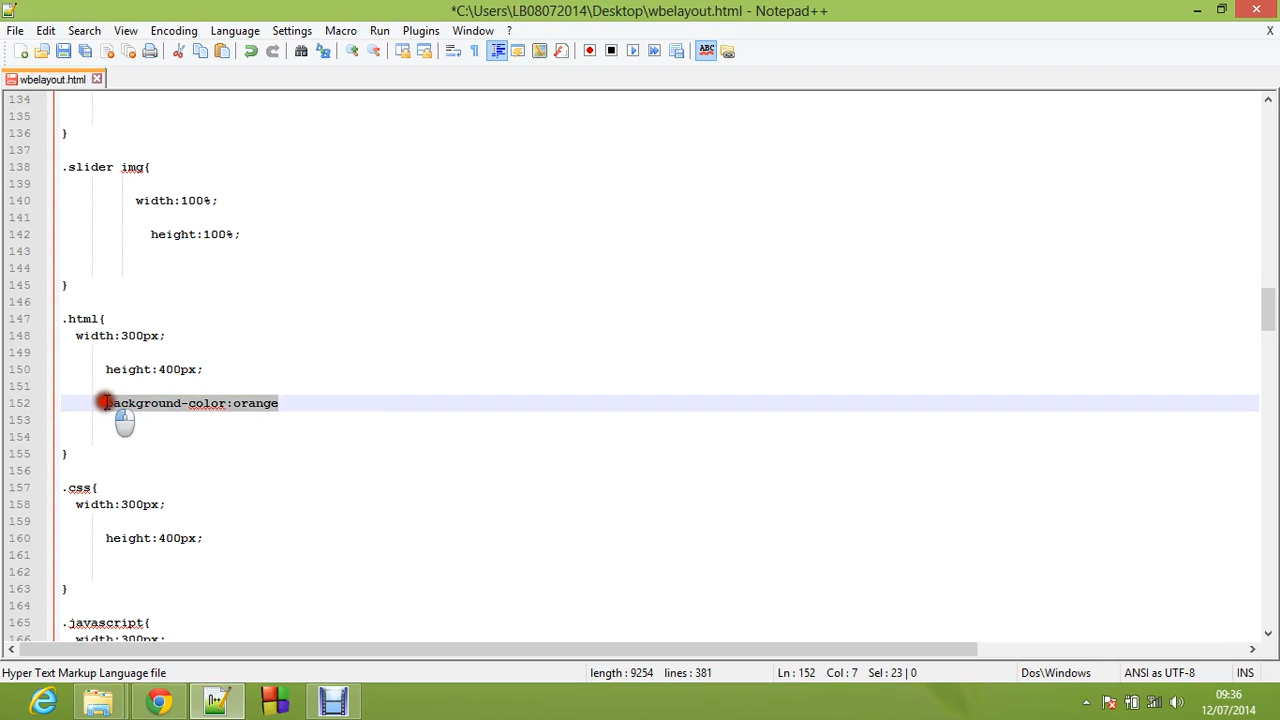 *C:\Users\LB08072014\Desktop\wbelayout.html - Notepad++
File Edit Search View Encoding Language Settings Macro Run Plugins Window ? X
ABC
wbelayout.html
134
135
136 }
137
138 .slider img{
139
140 width:100%;
141
142 height:100%;
143
144
145 }
146
147 .html{
148 width:300px;
149
150 height:400px;
151
152 background-color:orange
153
154
155 }
156
157 .css{
158 width:300px;
159
160 height:400px;
161
162
163 }
164
165 .javascript{
166 width:300px;
Hyper Text Markup Language file length : 9254 lines : 381 Ln : 152 Col : 7 Sel : 23 | 0 Dos\Windows ANSI as UTF-8 INS
09:36
12/07/2014